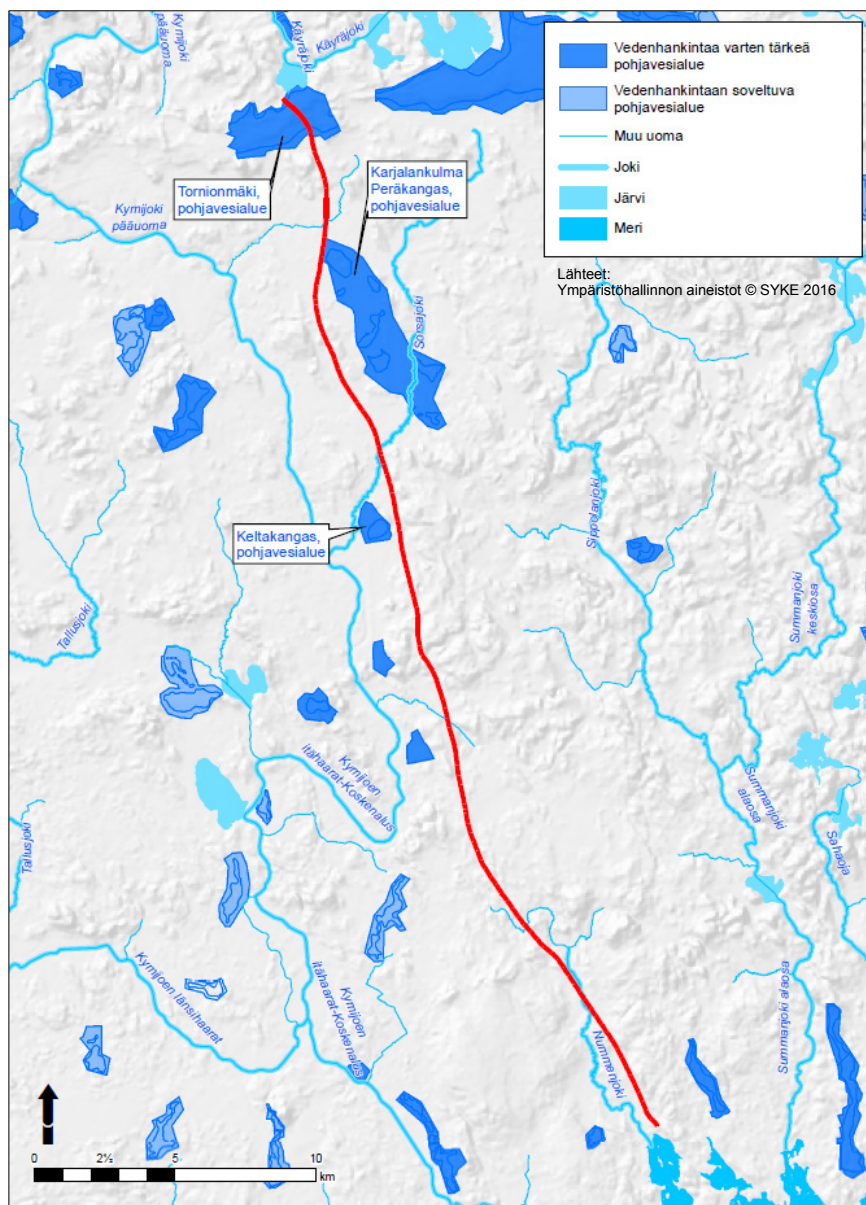 Kymijoki
pääuoma
Käyräjoki
Käyräjoki
Vedenhankintaa varten tärkeä
pohjavesialue
Vedenhankintaan soveltuva
pohjavesialue
Muu uoma
Joki
Järvi
Meri
Lähteet:
Ympäristöhallinnon aineistot © SYKE 2016
Tornionmäki,
pohjavesialue
Karjalankulma
Peräkangas,
pohjavesialue
Kymijoki
pääuoma
Sorsajoki
Keltakangas,
pohjavesialue
Sippolanjoki
Summanjoki
keskiosa
Tallusjoki
Kymijoen
itähaarat-Koskenalus
Summanjoki
alaosa
Sahaoja
Tallusjoki
Kymijoen länsihaarat
Kymijoen
itähaarat-Koskenalus
Nummenjoki
Summanjoki alaosa
0 2½ 5 10
km